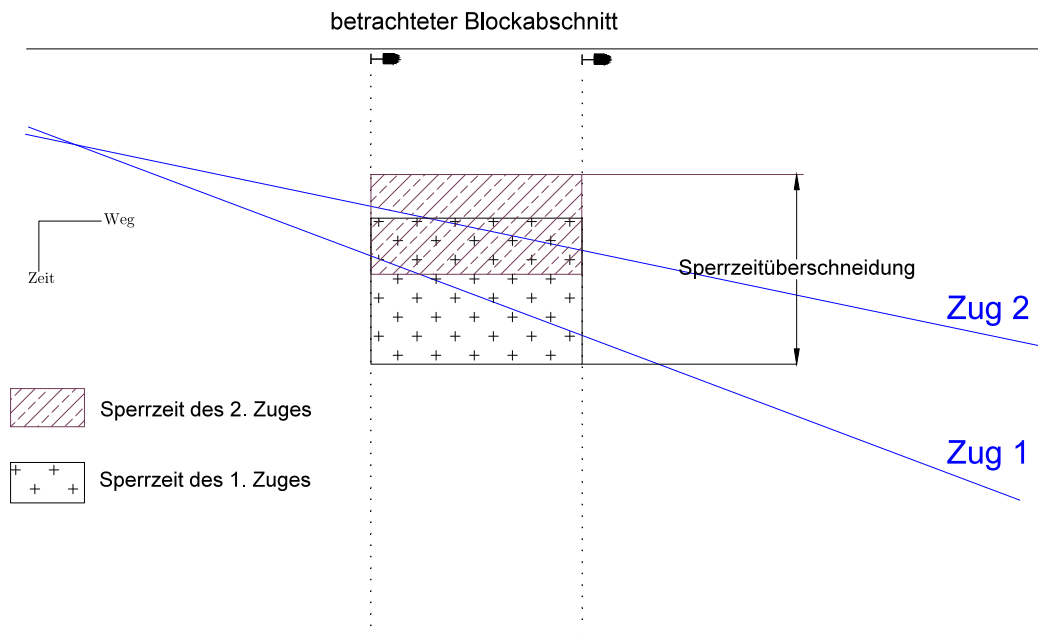 betrachteter Blockabschnitt
Weg
Zeit
Sperrzeitüberschneidung
Zug 2
Sperrzeit des 2. Zuges
Zug 1
Sperrzeit des 1. Zuges